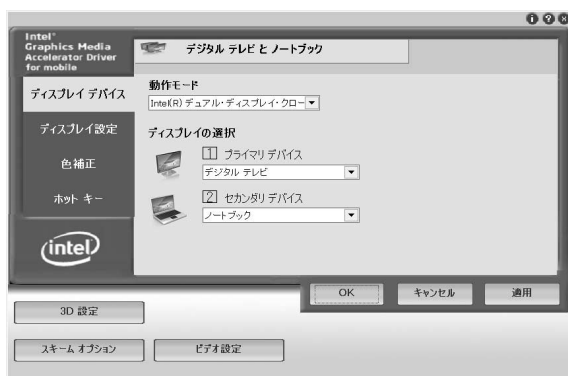 Intel®
Graphics Media
Accelerator Driver
for mobile
デジタル テレビ と ノートブック
ディスプレイ デバイス
ディスプレイ設定
色補正
ホット キー
intel
動作モード
Intel(R) デュアル・ディスプレイ・クロー
ディスプレイの選択
1 プライマリ デバイス
デジタル テレビ
2 セカンダリ デバイス
ノートブック
OK
キャンセル
適用
3D 設定
スキーム オプション
ビデオ設定